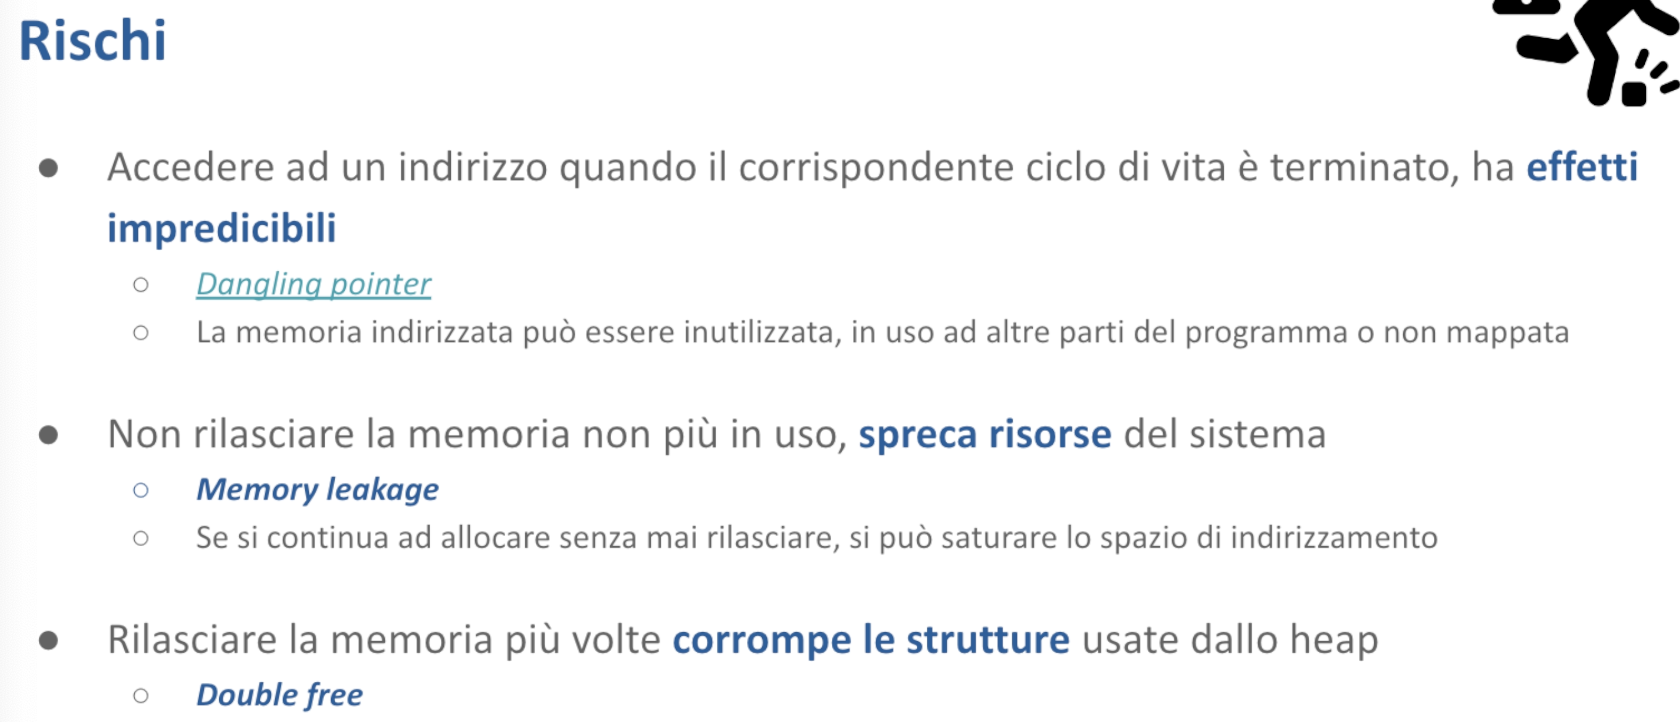 Rischi
● Accedere ad un indirizzo quando il corrispondente ciclo di vita è terminato, ha effetti
impredicibili
○ Dangling pointer
○ La memoria indirizzata può essere inutilizzata, in uso ad altre parti del programma o non mappata
● Non rilasciare la memoria non più in uso, spreca risorse del sistema
○ Memory leakage
○ Se si continua ad allocare senza mai rilasciare, si può saturare lo spazio di indirizzamento
● Rilasciare la memoria più volte corrompe le strutture usate dallo heap
○ Double free